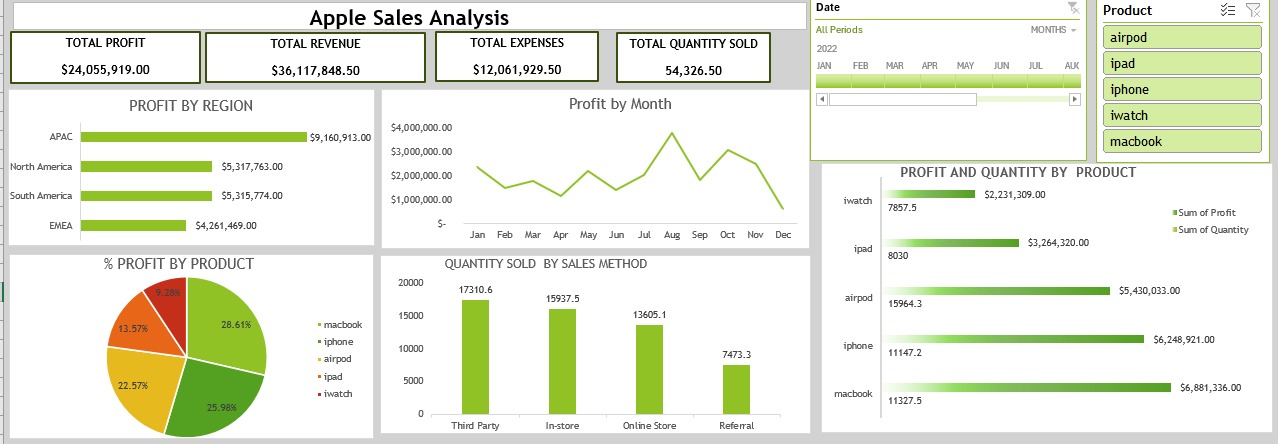 Apple Sales Analysis
TOTAL PROFIT
$24,055,919.00
TOTAL REVENUE
$36,117,848.50
TOTAL EXPENSES
$12,061,929.50
TOTAL QUANTITY SOLD
54,326.50
Date
All Periods
MONTHS
2022
JAN FEB MAR APR MAY JUN JUL AUG
Product
airpod
ipad
iphone
iwatch
macbook
PROFIT BY REGION
APAC $9,160,913.00
North America $5,317,763.00
South America $5,315,774.00
EMEA $4,261,469.00
Profit by Month
$4,000,000.00
$3,000,000.00
$2,000,000.00
$1,000,000.00
$-
Jan Feb Mar Apr May Jun Jul Aug Sep Oct Nov Dec
% PROFIT BY PRODUCT
9.28%
28.61%
13.57%
22.57%
25.98%
macbook
iphone
airpod
ipad
iwatch
QUANTITY SOLD BY SALES METHOD
20000
15000
10000
5000
0
17310.6
15937.5
13605.1
7473.3
Third Party In-store Online Store Referral
PROFIT AND QUANTITY BY PRODUCT
iwatch $2,231,309.00
7857.5
ipad $3,264,320.00
8030
airpod $5,430,033.00
15964.3
iphone $6,248,921.00
11147.2
macbook $6,881,336.00
11327.5
Sum of Profit
Sum of Quantity